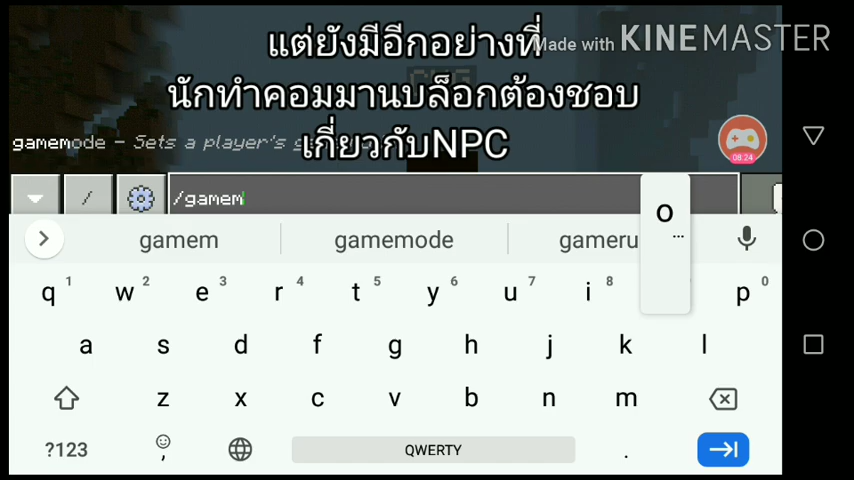 แต่ยังมีอีกอย่างที่
Made with KINEMASTER
นักทำคอมมานบล็อกต้องชอบ
gamemode – Sets a player's
เกี่ยวกับNPC
08:24
/ /gamem
o
...
gamem gamemode gameru
q 1 w 2 e 3 r 4 t 5 y 6 u 7 i 8 p 0
a s d f g h j k l
z x c v b n m
?123 , QWERTY .